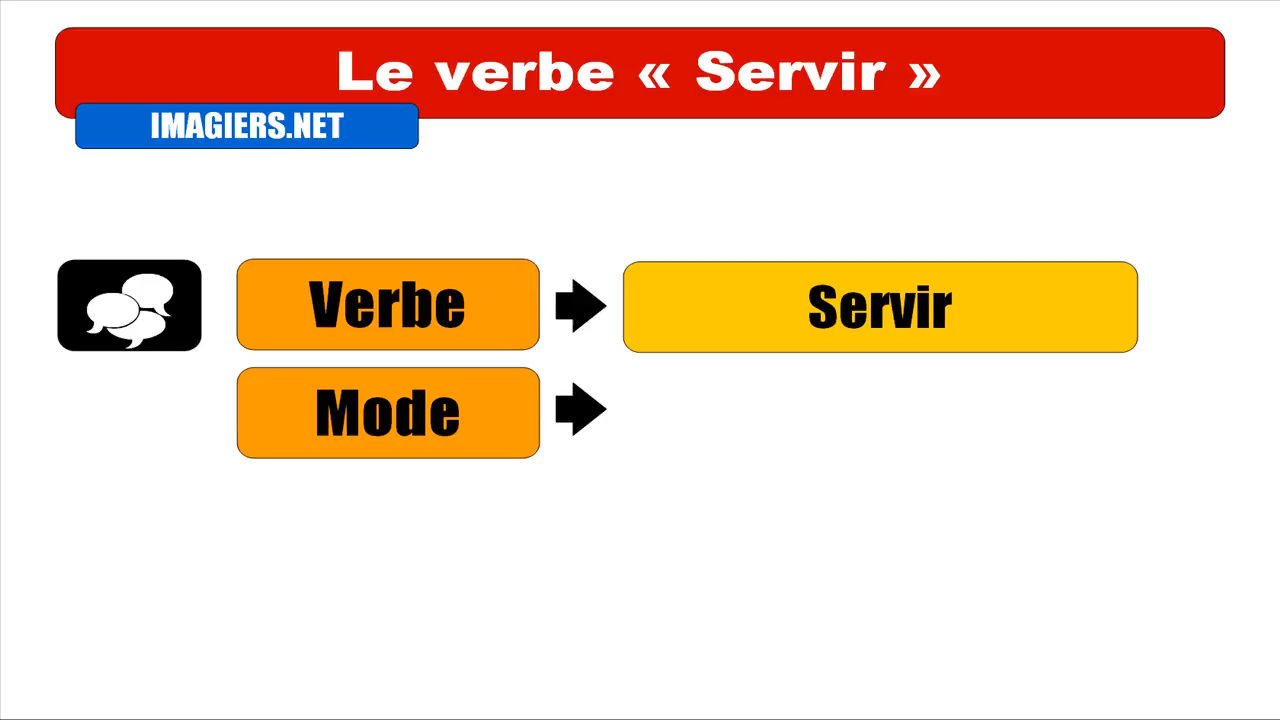 Le verbe « Servir »
IMAGIERS.NET
Verbe
Servir
Mode